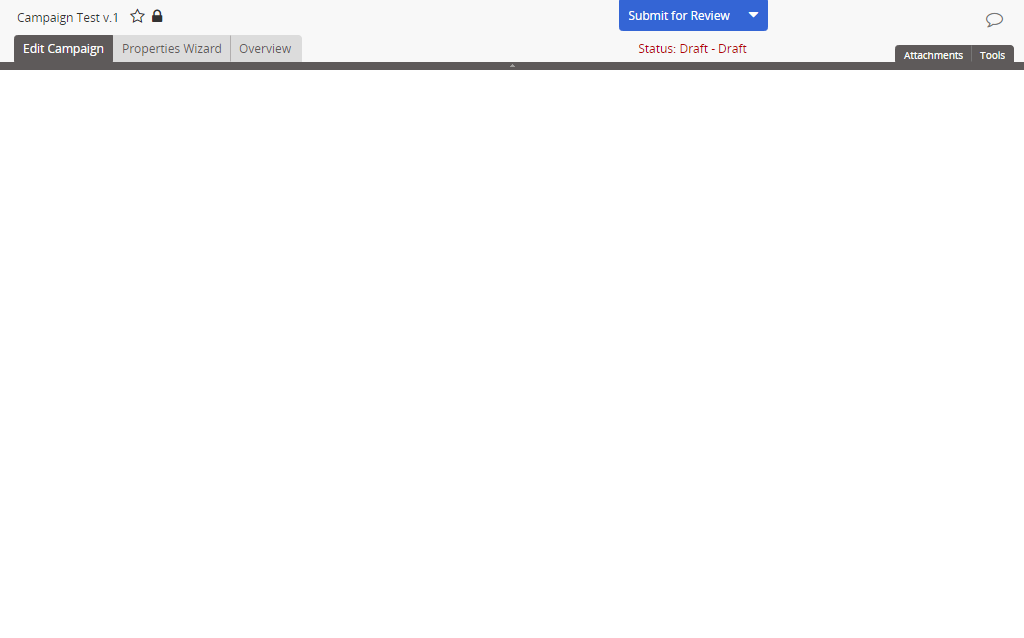 Campaign Test v.1
Submit for Review
Edit Campaign
Properties Wizard
Overview
Status: Draft - Draft
Attachments
Tools